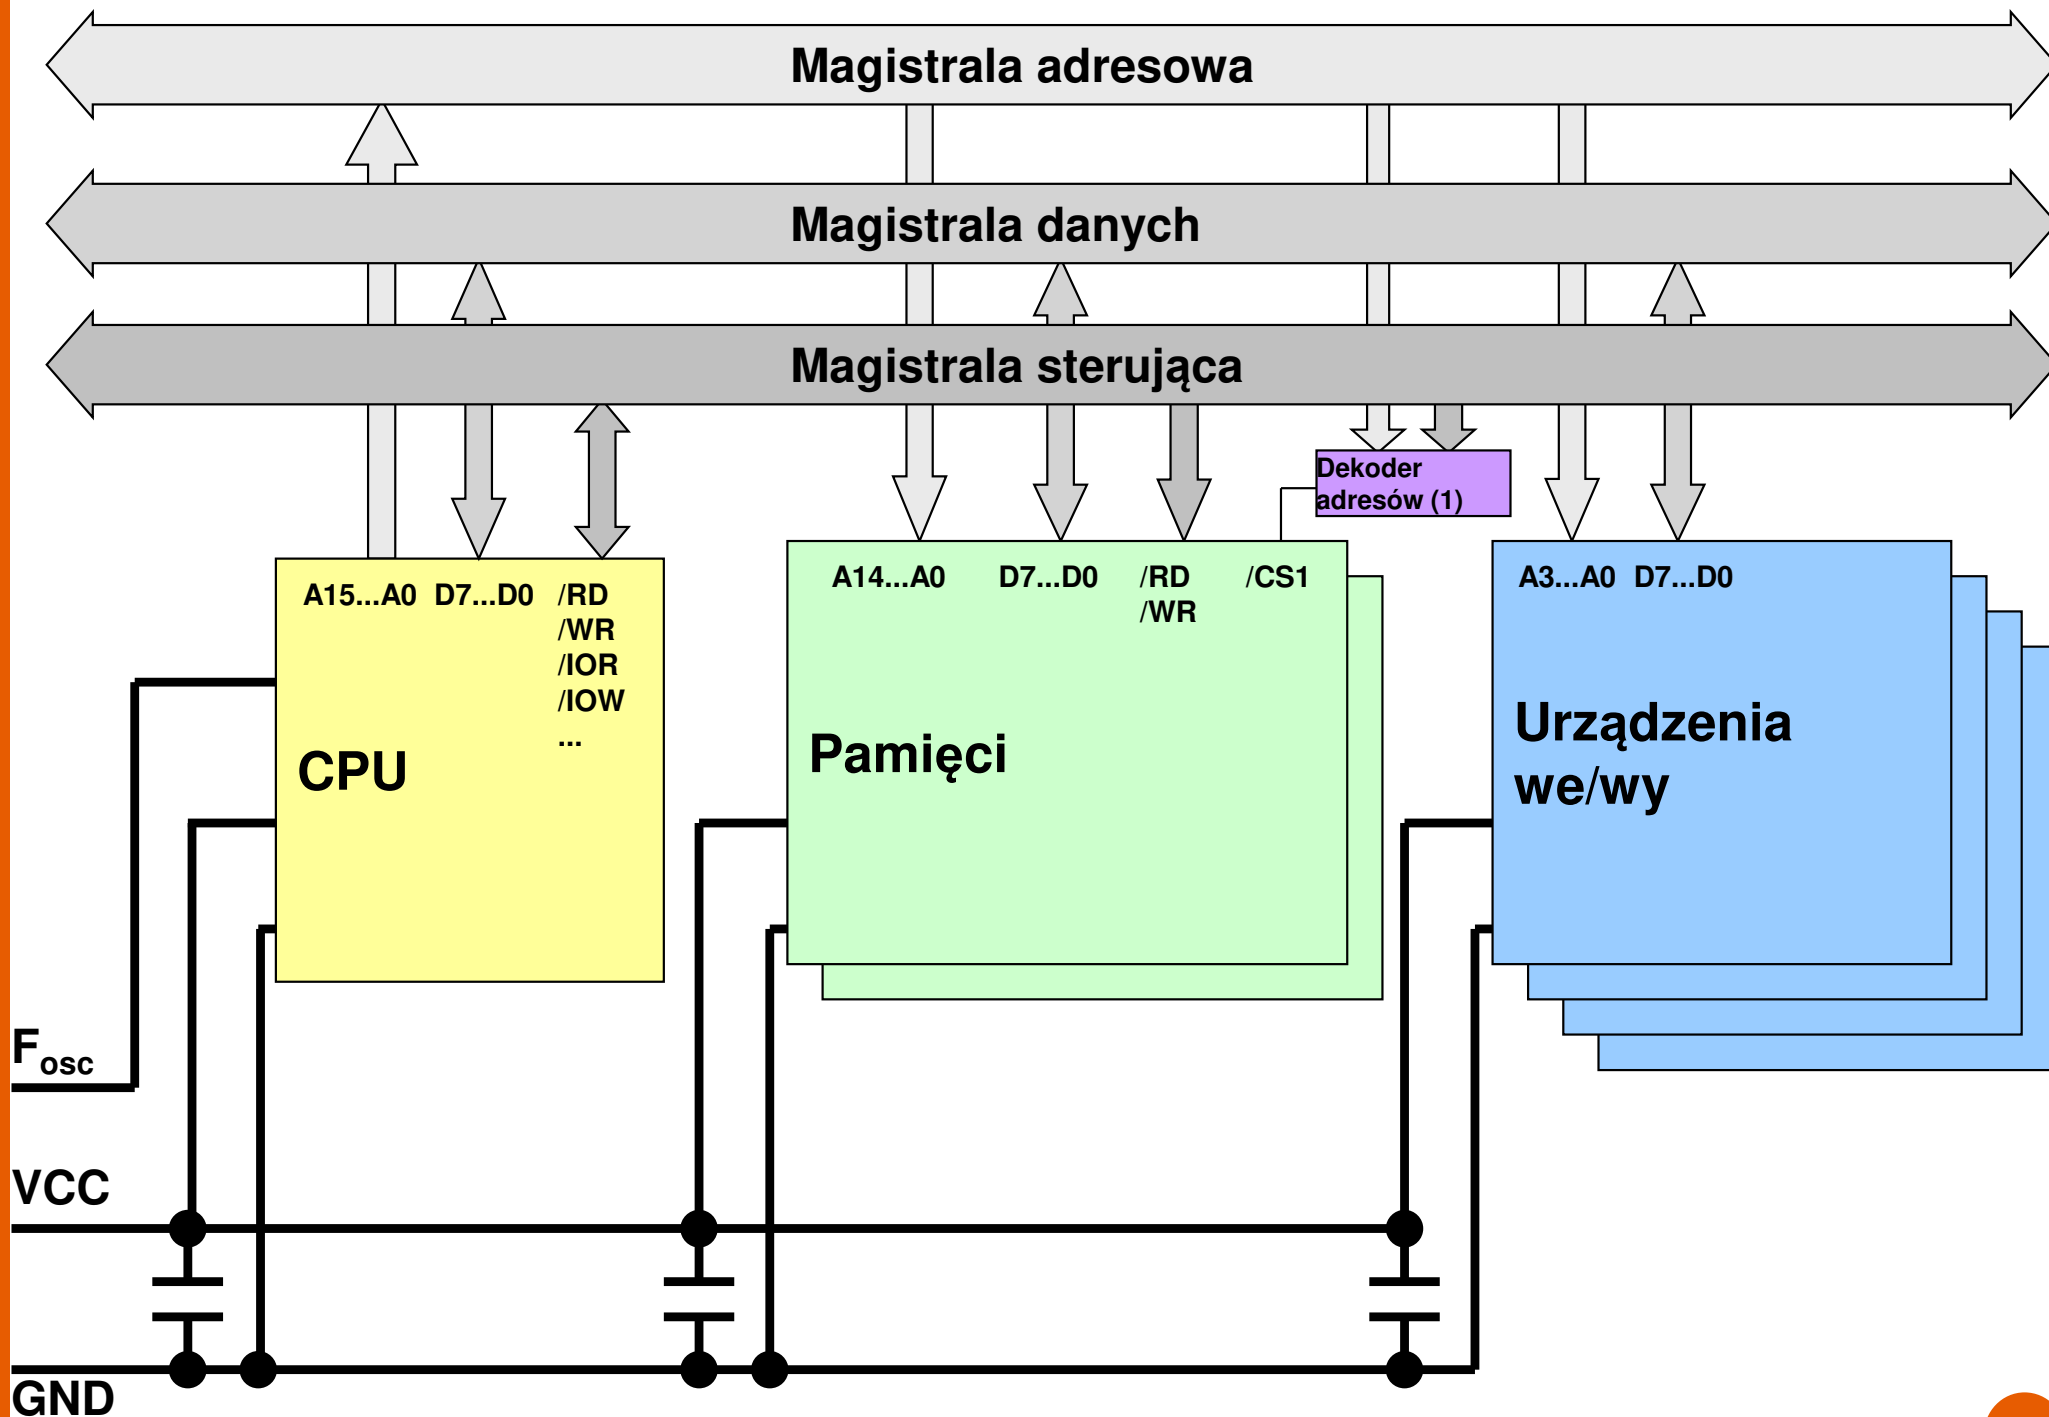 Magistrala adresowa
Magistrala danych
Magistrala sterująca
Dekoder
adresów (1)
A15...A0 D7...D0 /RD
/WR
/IOR
/IOW
...
CPU
A14...A0 D7...D0 /RD /CS1
/WR
Pamięci
A3...A0 D7...D0
Urządzenia
we/wy
Fosc
VCC
GND